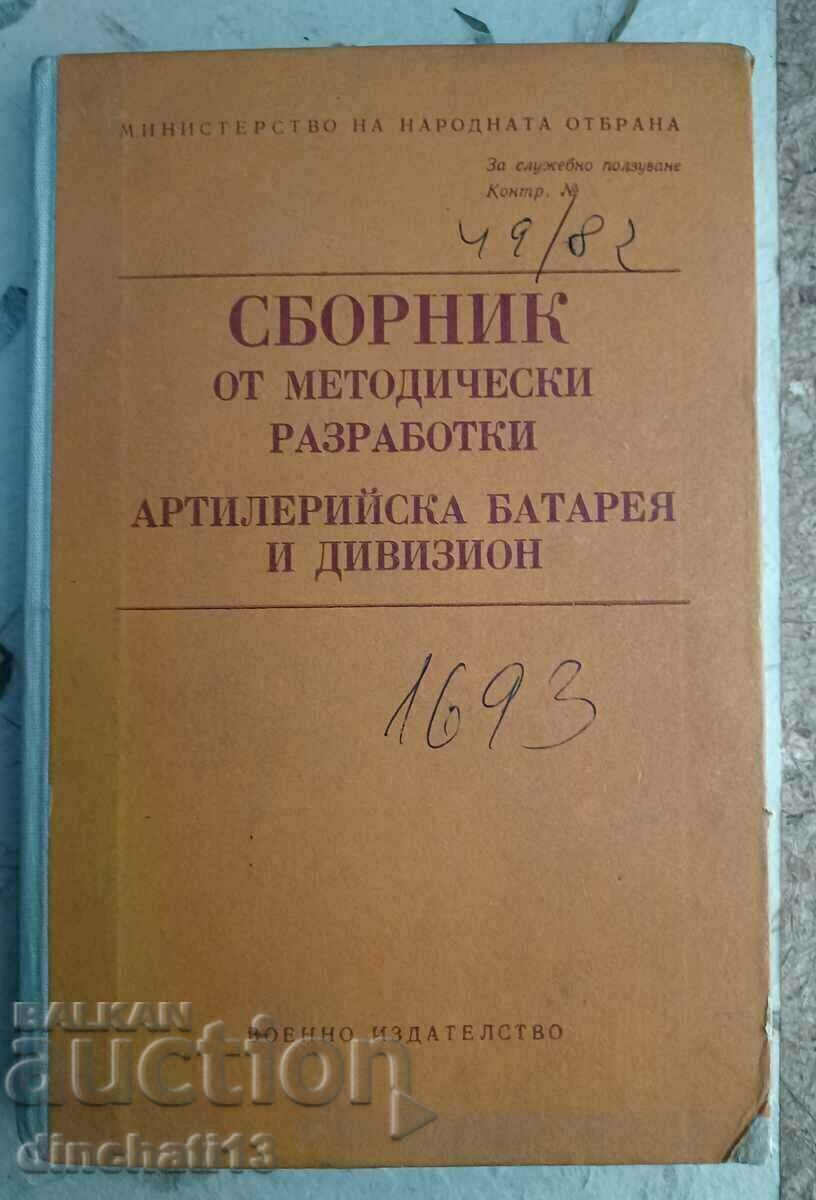 МИНИСТЕРСТВО НА НАРОДНАТА ОТБРАНА
За служебно ползуване
Контр. №
49/82
СБОРНИК
ОТ МЕТОДИЧЕСКИ
РАЗРАБОТКИ
АРТИЛЕРИЙСКА БАТАРЕЯ
И ДИВИЗИОН
1693
ВОЕННО ИЗДАТЕЛСТВО
BALKAN
auction
dinchati13